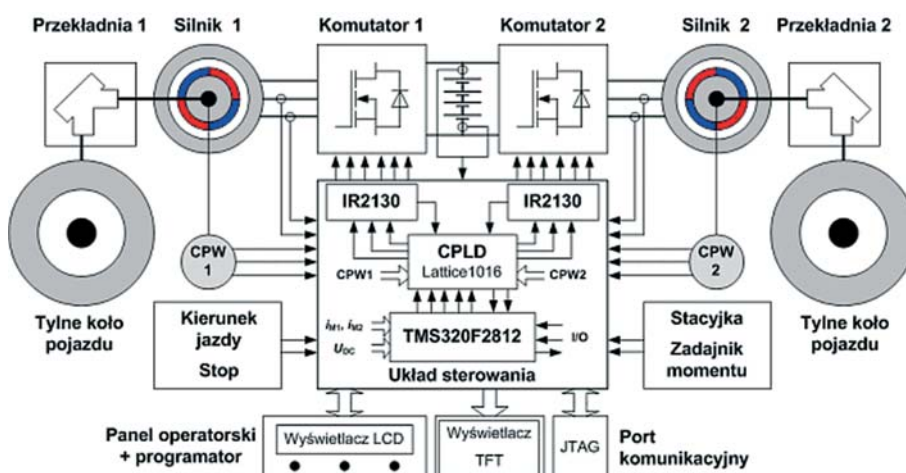 Przekładnia 1
Silnik 1
Komutator 1
Komutator 2
Silnik 2
Przekładnia 2
IR2130
IR2130
CPLD
Lattice1016
CPW1
CPW2
CPW
1
CPW
2
Tylne koło
pojazdu
Kierunek
jazdy
Stop
iM1, iM2
UDC
TMS320F2812
I/O
Układ sterowania
Stacyjka
Zadajnik
momentu
Tylne koło
pojazdu
Panel operatorski
+ programator
Wyświetlacz LCD
Wyświetlacz
TFT
JTAG
Port
komunikacyjny